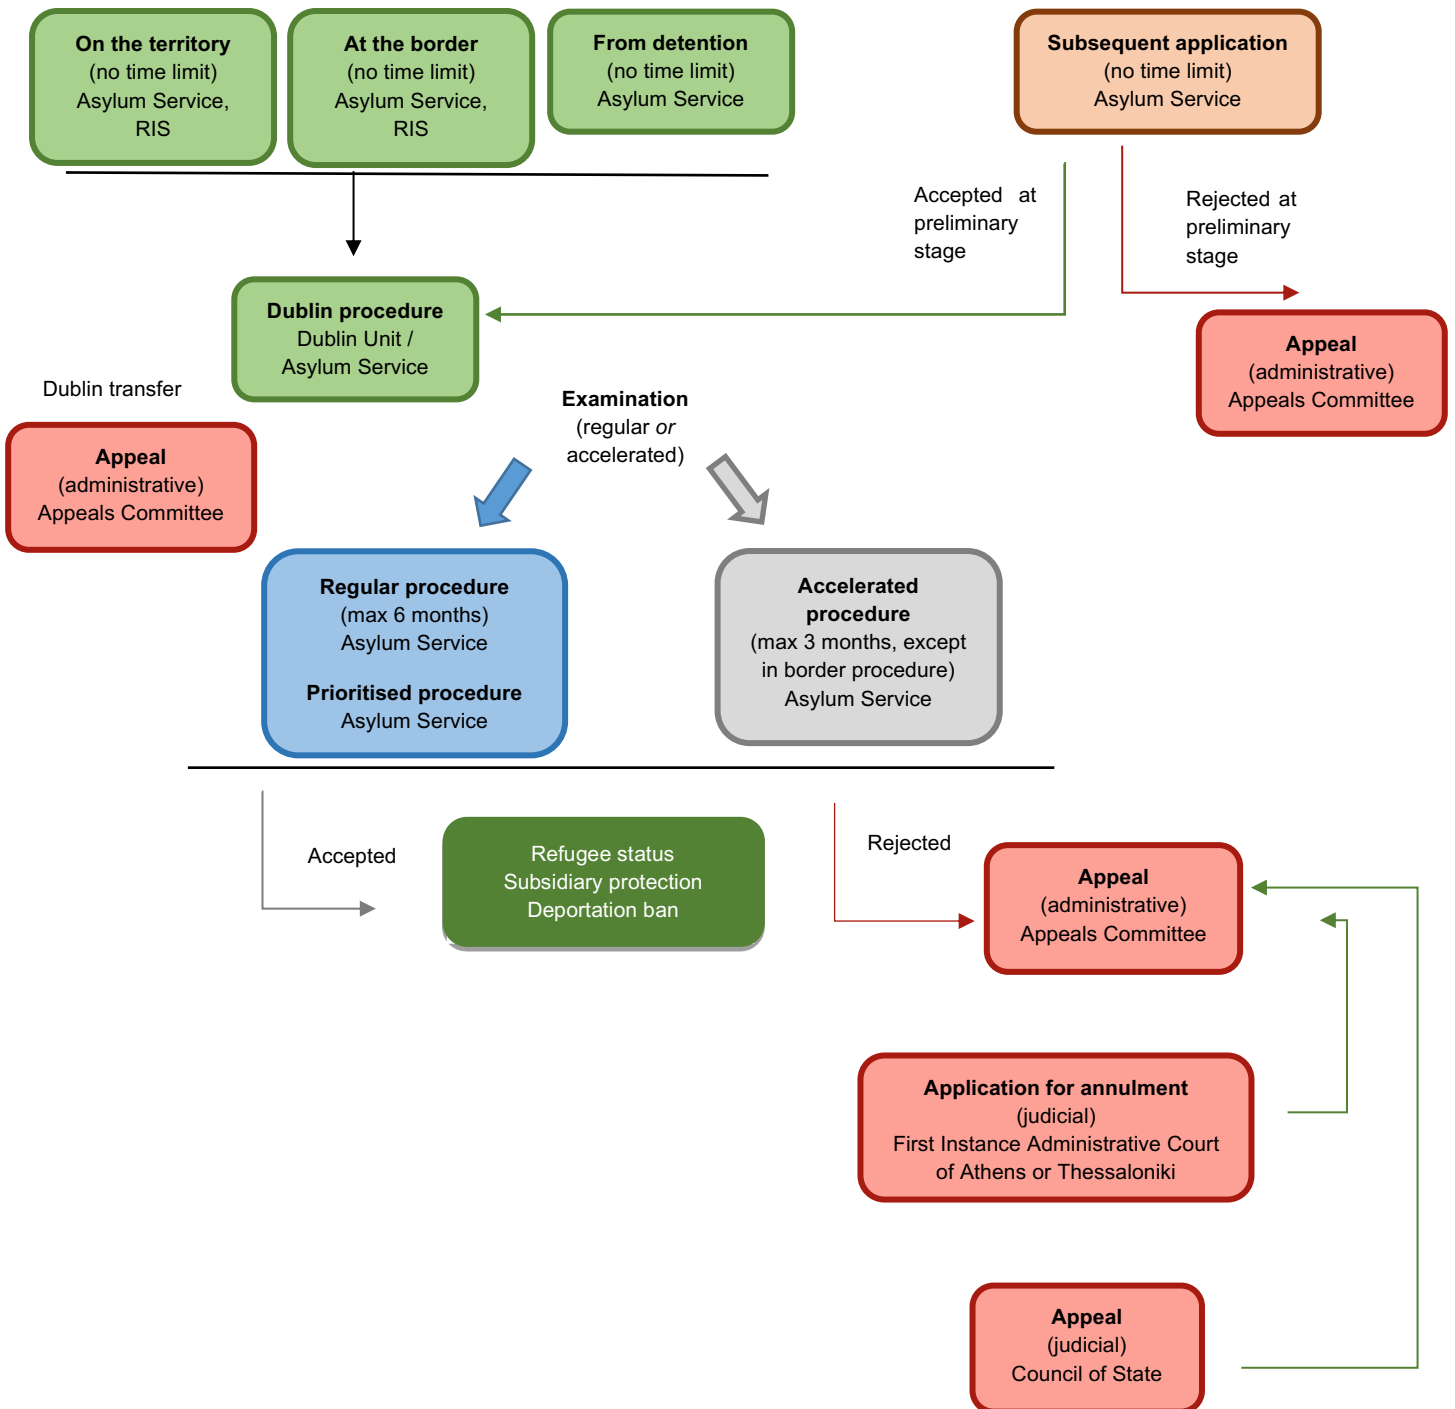 On the territory
(no time limit)
Asylum Service,
RIS
At the border
(no time limit)
Asylum Service,
RIS
From detention
(no time limit)
Asylum Service
Subsequent application
(no time limit)
Asylum Service
Accepted at
preliminary
stage
Rejected at
preliminary
stage
Dublin procedure
Dublin Unit /
Asylum Service
Appeal
(administrative)
Appeals Committee
Dublin transfer
Appeal
(administrative)
Appeals Committee
Examination
(regular or
accelerated)
Regular procedure
(max 6 months)
Asylum Service
Prioritised procedure
Asylum Service
Accelerated
procedure
(max 3 months, except
in border procedure)
Asylum Service
Accepted
Refugee status
Subsidiary protection
Deportation ban
Rejected
Appeal
(administrative)
Appeals Committee
Application for annulment
(judicial)
First Instance Administrative Court
of Athens or Thessaloniki
Appeal
(judicial)
Council of State